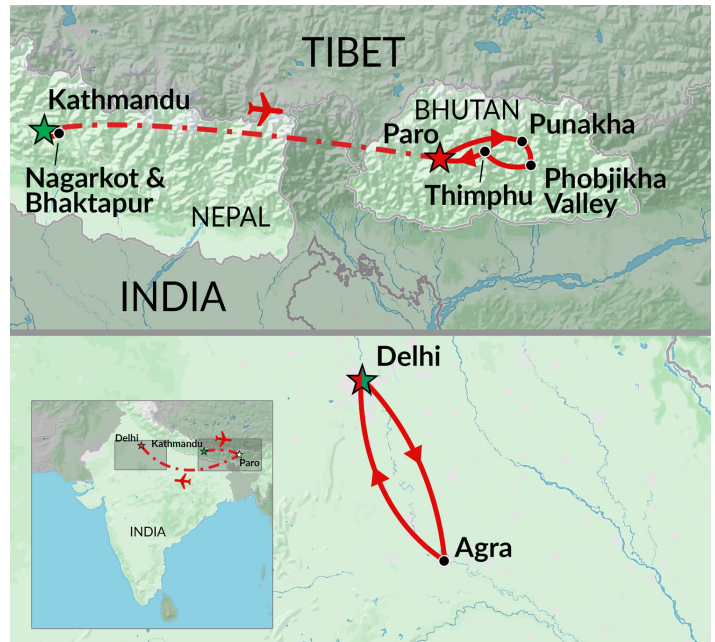 TIBET
Kathmandu
BHUTAN
Paro
Punakha
Nagarkot &
Bhaktapur
Thimphu
Phobjikha
Valley
NEPAL
INDIA
Delhi
Agra
Delhi
Kathmandu
Paro
INDIA